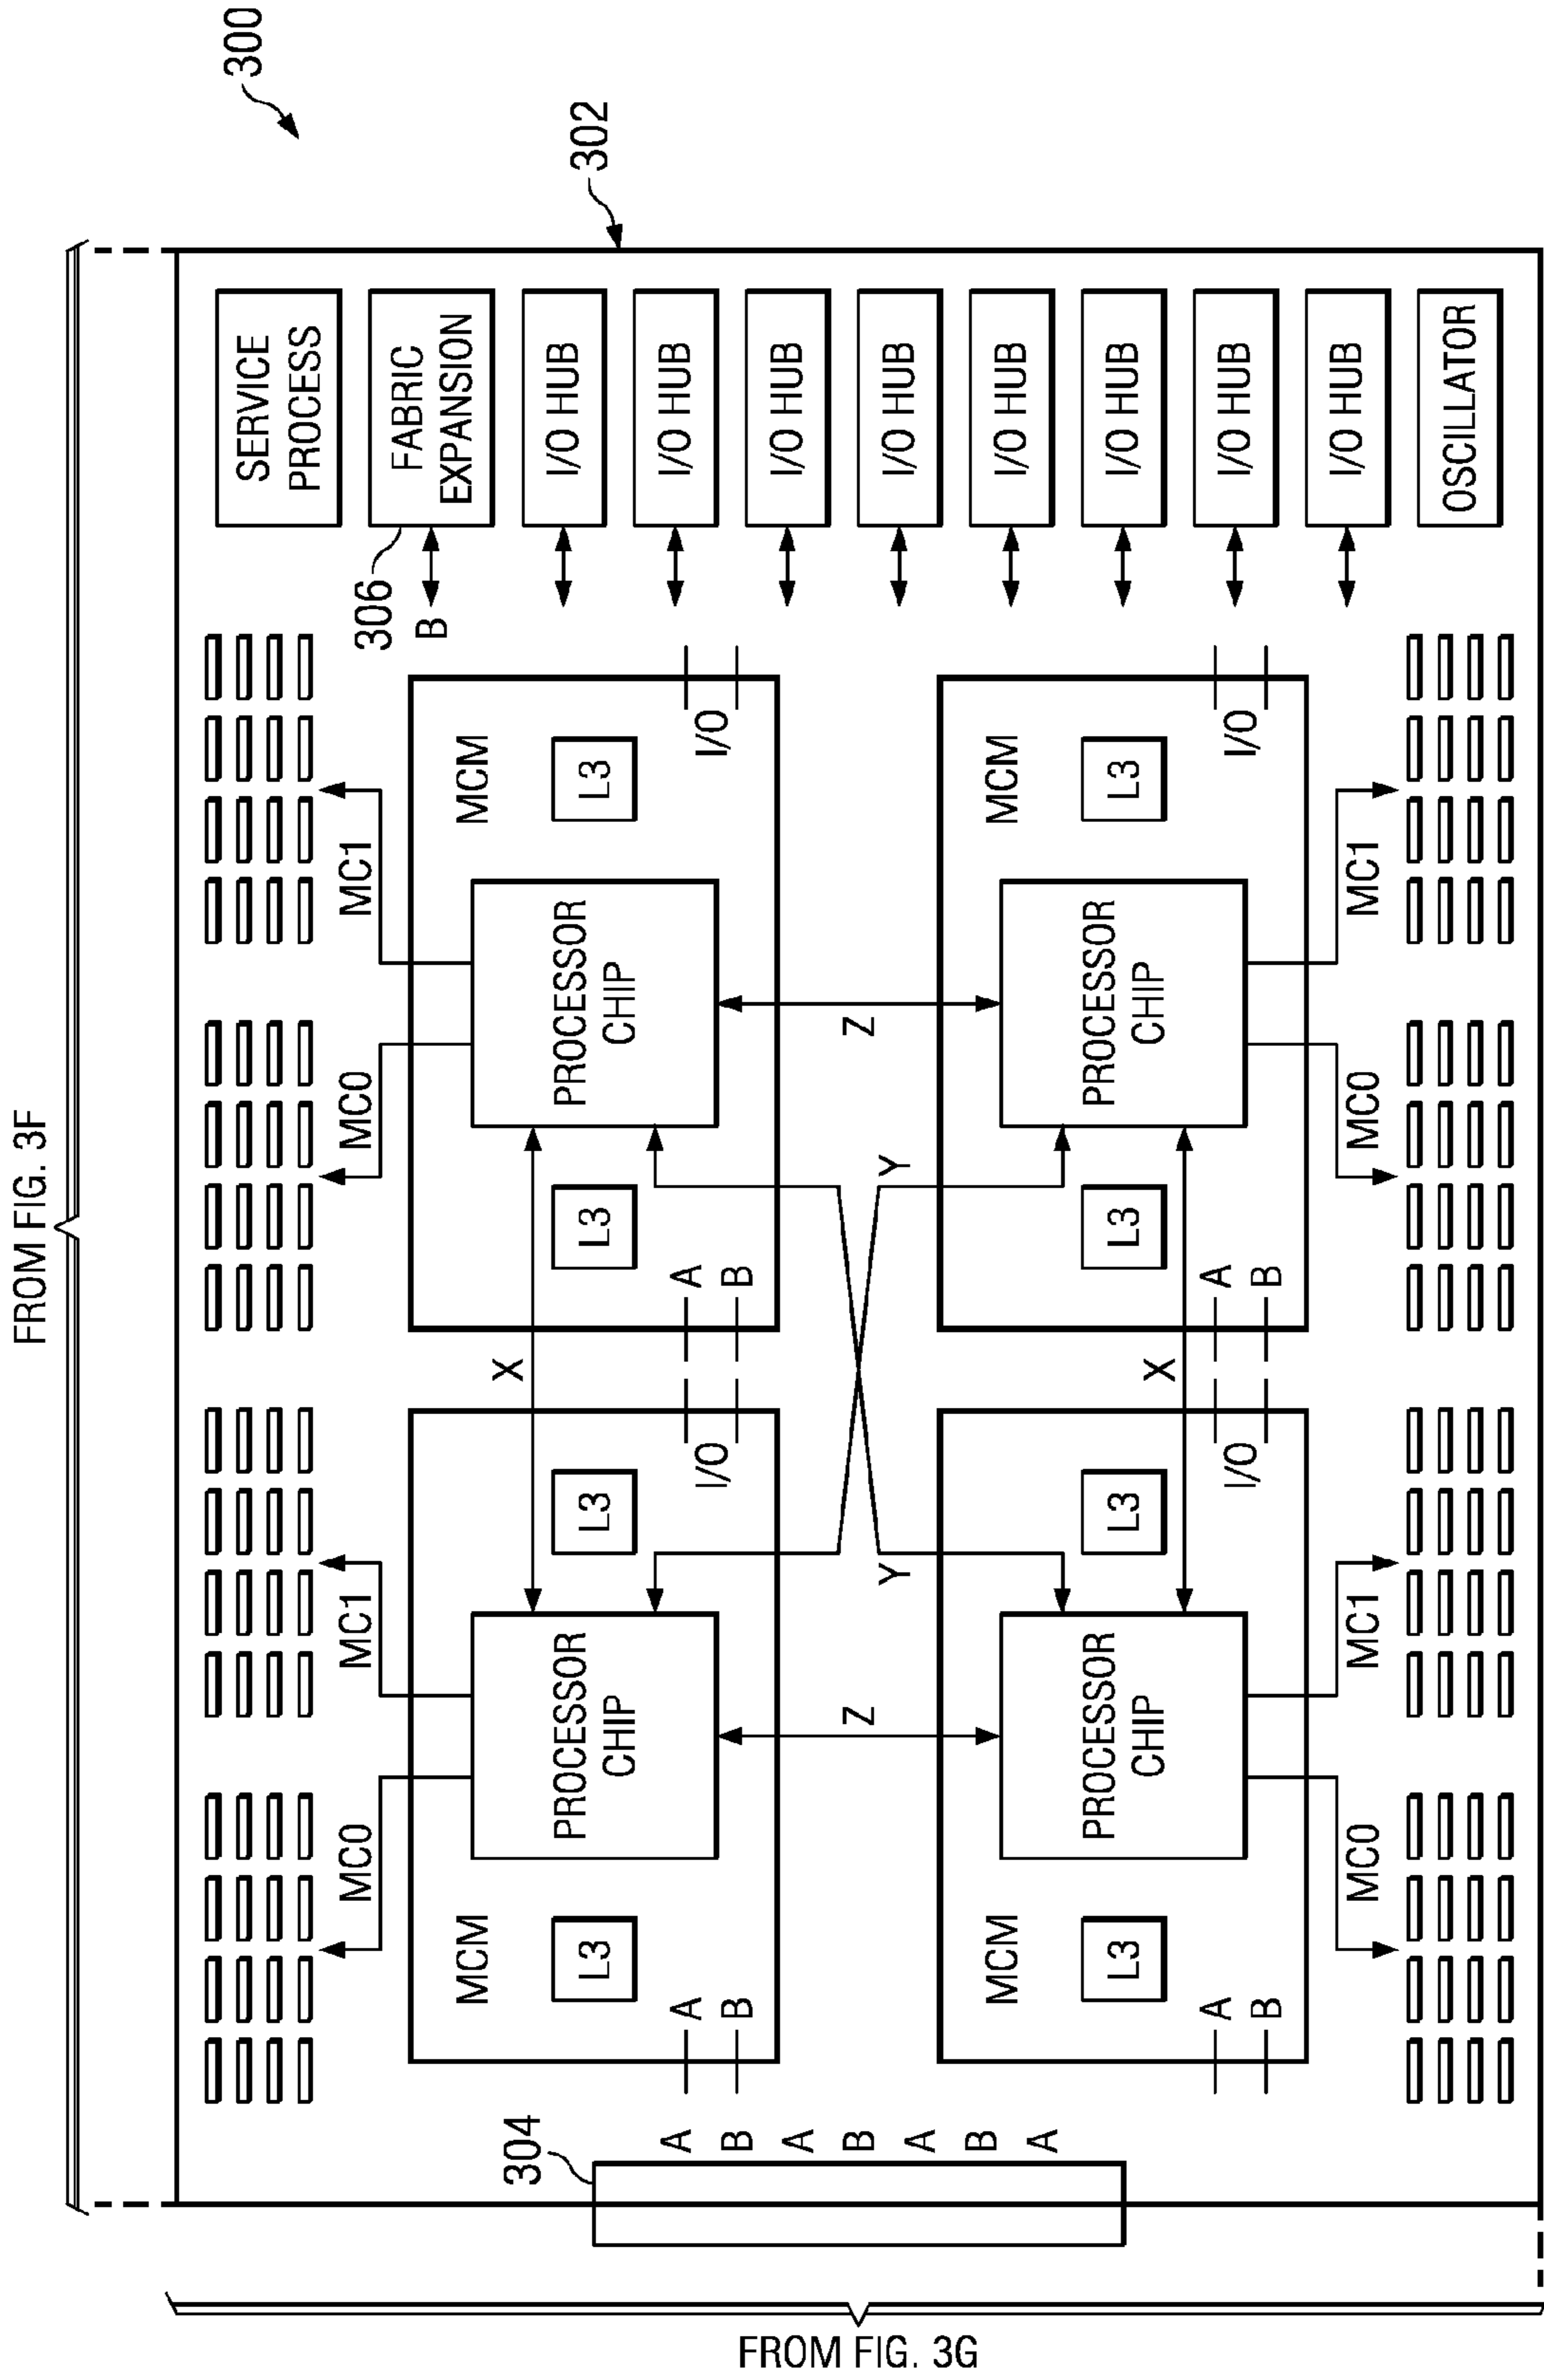 FROM FIG. 3F
300
302
SERVICE
PROCESS
306
B
FABRIC
EXPANSION
I/O HUB
I/O HUB
I/O HUB
I/O HUB
I/O HUB
I/O HUB
I/O HUB
I/O HUB
OSCILLATOR
MC0
MC1
MC0
MC1
MCM
L3
PROCESSOR
CHIP
L3
A
B
I/O
X
MCM
L3
PROCESSOR
CHIP
L3
A
B
I/O
Z
Y
Y
Z
MCM
L3
PROCESSOR
CHIP
L3
A
B
I/O
X
MCM
L3
PROCESSOR
CHIP
L3
A
B
I/O
MC0
MC1
MC0
MC1
304
A
B
A
B
A
B
A
FROM FIG. 3G